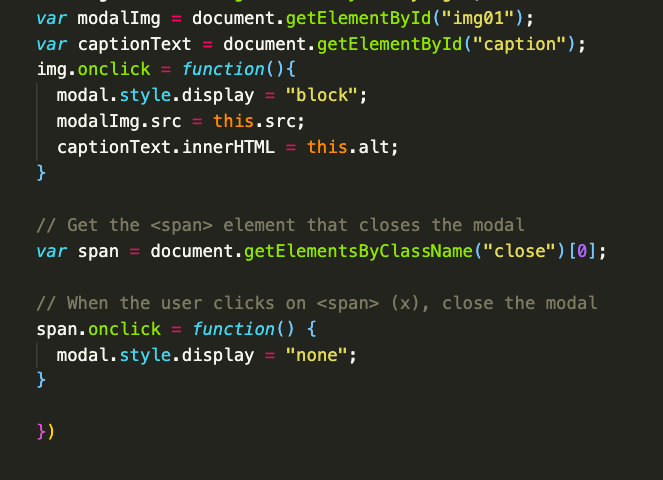 var modalImg = document.getElementById("img01");
var captionText = document.getElementById("caption");
img.onclick = function(){
  modal.style.display = "block";
  modalImg.src = this.src;
  captionText.innerHTML = this.alt;
}

// Get the <span> element that closes the modal
var span = document.getElementsByClassName("close")[0];

// When the user clicks on <span> (x), close the modal
span.onclick = function() {
  modal.style.display = "none";
}

})